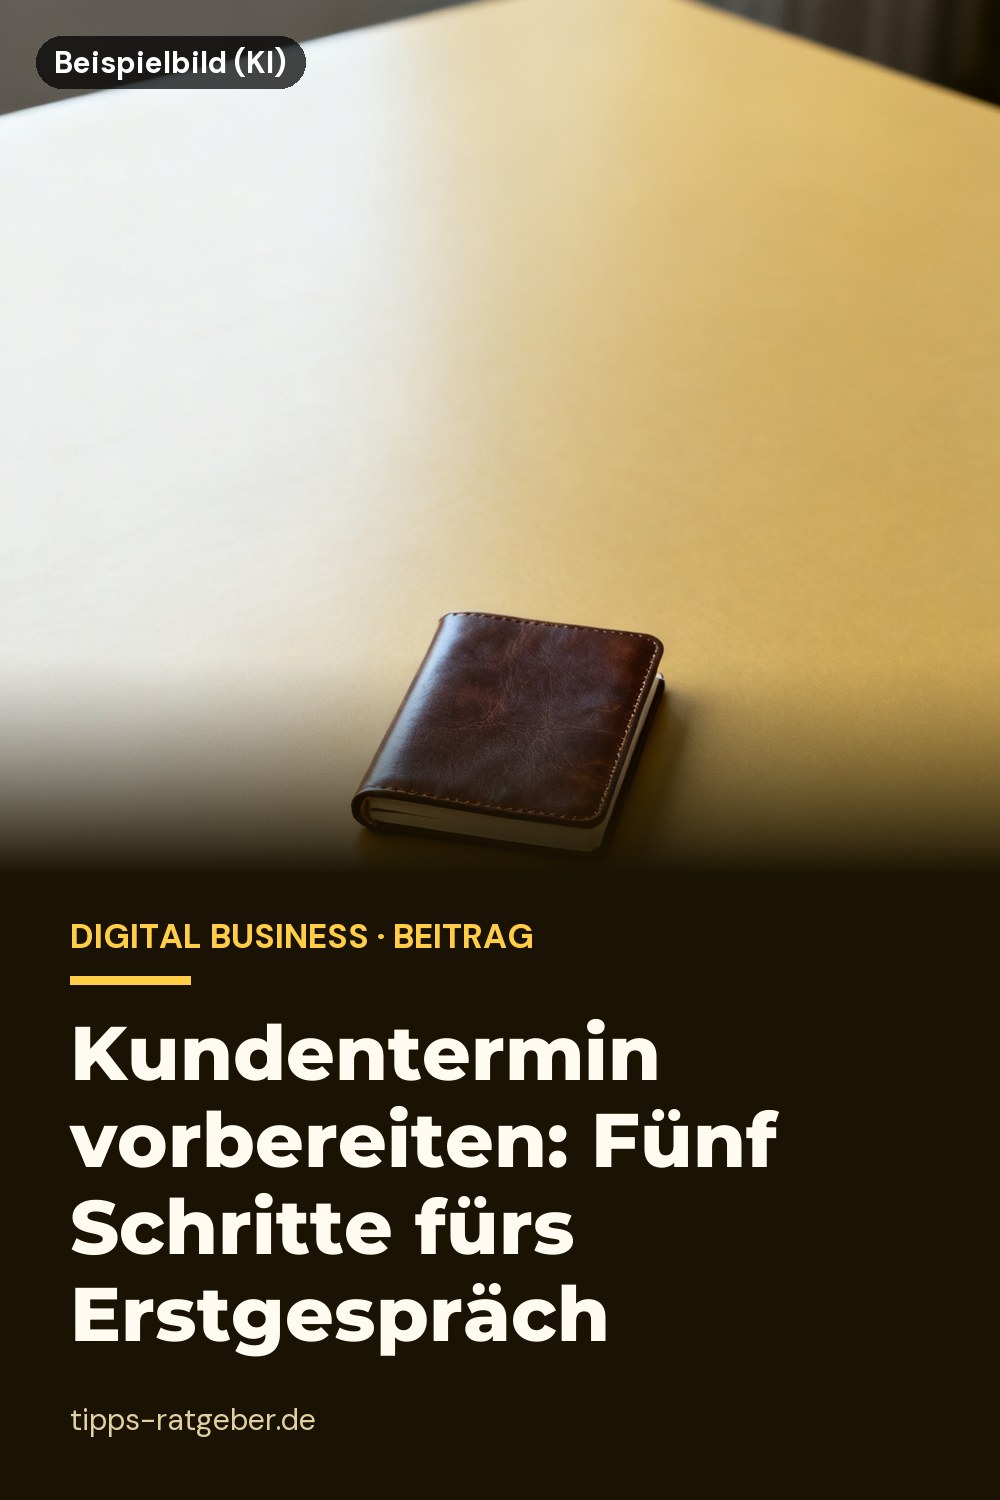 Beispielbild (KI)
DIGITAL BUSINESS · BEITRAG
Kundentermin
vorbereiten: Fünf
Schritte fürs
Erstgespräch
tipps-ratgeber.de